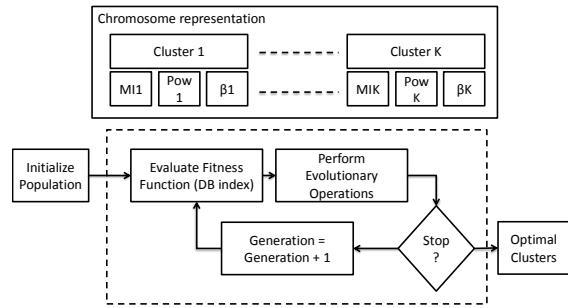 Chromosome representation
Cluster 1
Cluster K
MI1
Pow
1
β1
MIK
Pow
K
βK
Initialize
Population
Evaluate Fitness
Function (DB index)
Perform
Evolutionary
Operations
Generation =
Generation + 1
Stop
?
Optimal
Clusters